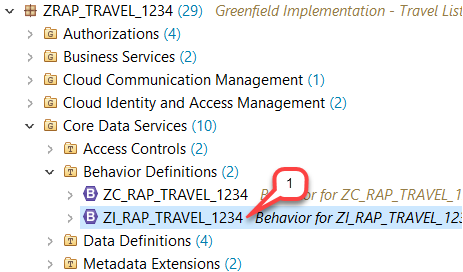 ZRAP_TRAVEL_1234 (29) Greenfield Implementation - Travel List
G Authorizations (4)
G Business Services (2)
G Cloud Communication Management (1)
G Cloud Identity and Access Management (2)
G Core Data Services (10)
T Access Controls (2)
T Behavior Definitions (2)
1
B ZC_RAP_TRAVEL_1234 Behavior for ZC_RAP_TRAVEL_1
B ZI_RAP_TRAVEL_1234 Behavior for ZI_RAP_TRAVEL_123
T Data Definitions (4)
T Metadata Extensions (2)